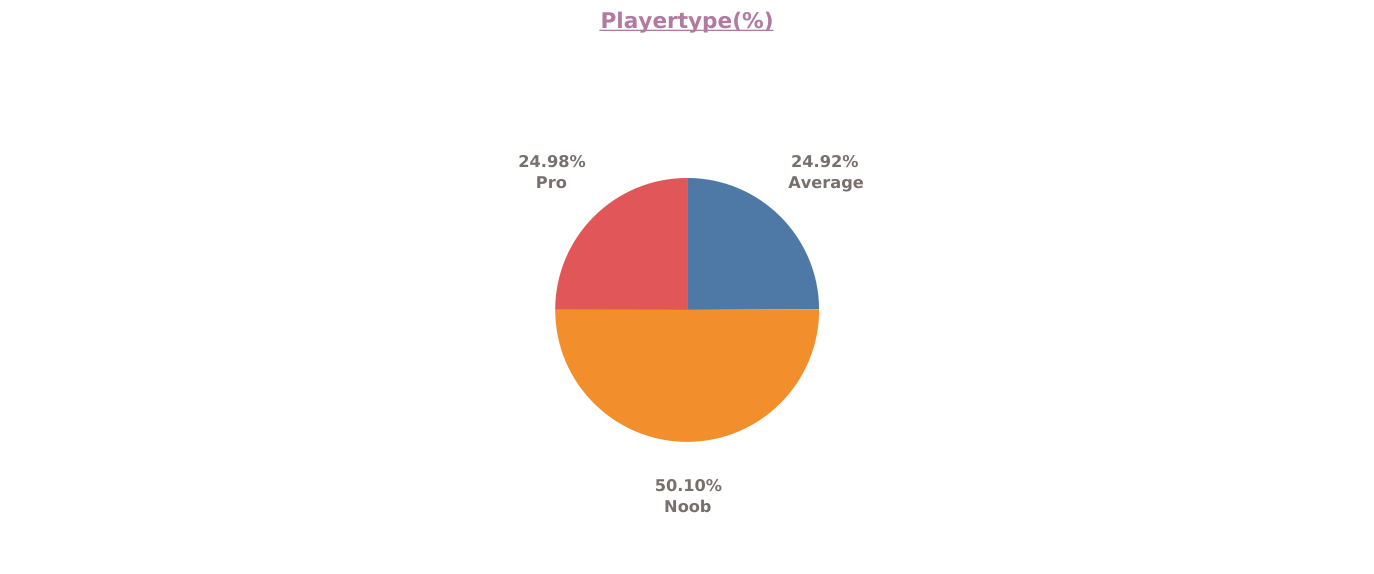 Playertype(%)
24.98%
Pro
24.92%
Average
50.10%
Noob